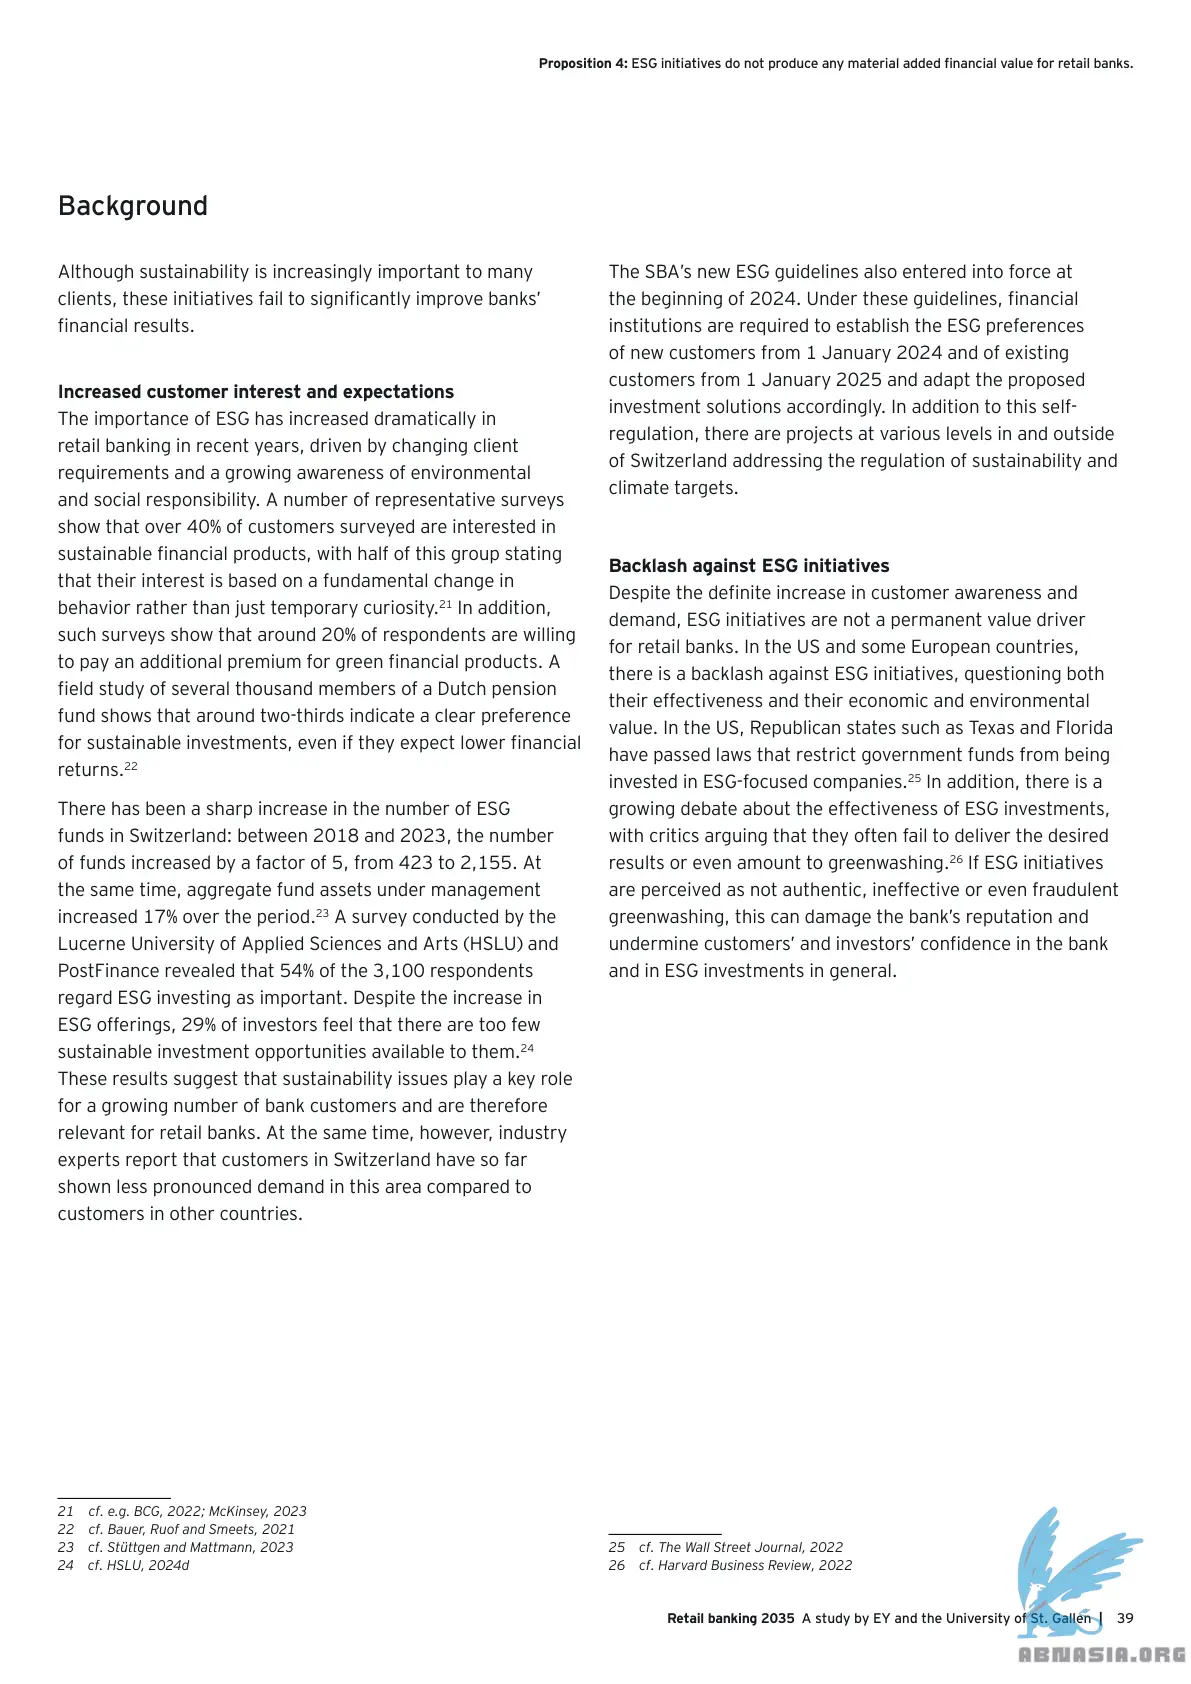 Proposition 4: ESG initiatives do not produce any material added financial value for retail banks.
Background
Although sustainability is increasingly important to many
clients, these initiatives fail to significantly improve banks’
financial results.
Increased customer interest and expectations
The importance of ESG has increased dramatically in
retail banking in recent years, driven by changing client
requirements and a growing awareness of environmental
and social responsibility. A number of representative surveys
show that over 40% of customers surveyed are interested in
sustainable financial products, with half of this group stating
that their interest is based on a fundamental change in
behavior rather than just temporary curiosity.21 In addition,
such surveys show that around 20% of respondents are willing
to pay an additional premium for green financial products. A
field study of several thousand members of a Dutch pension
fund shows that around two-thirds indicate a clear preference
for sustainable investments, even if they expect lower financial
returns.22
There has been a sharp increase in the number of ESG
funds in Switzerland: between 2018 and 2023, the number
of funds increased by a factor of 5, from 423 to 2,155. At
the same time, aggregate fund assets under management
increased 17% over the period.23 A survey conducted by the
Lucerne University of Applied Sciences and Arts (HSLU) and
PostFinance revealed that 54% of the 3,100 respondents
regard ESG investing as important. Despite the increase in
ESG offerings, 29% of investors feel that there are too few
sustainable investment opportunities available to them.24
These results suggest that sustainability issues play a key role
for a growing number of bank customers and are therefore
relevant for retail banks. At the same time, however, industry
experts report that customers in Switzerland have so far
shown less pronounced demand in this area compared to
customers in other countries.
The SBA’s new ESG guidelines also entered into force at
the beginning of 2024. Under these guidelines, financial
institutions are required to establish the ESG preferences
of new customers from 1 January 2024 and of existing
customers from 1 January 2025 and adapt the proposed
investment solutions accordingly. In addition to this self-
regulation, there are projects at various levels in and outside
of Switzerland addressing the regulation of sustainability and
climate targets.
Backlash against ESG initiatives
Despite the definite increase in customer awareness and
demand, ESG initiatives are not a permanent value driver
for retail banks. In the US and some European countries,
there is a backlash against ESG initiatives, questioning both
their effectiveness and their economic and environmental
value. In the US, Republican states such as Texas and Florida
have passed laws that restrict government funds from being
invested in ESG-focused companies.25 In addition, there is a
growing debate about the effectiveness of ESG investments,
with critics arguing that they often fail to deliver the desired
results or even amount to greenwashing.26 If ESG initiatives
are perceived as not authentic, ineffective or even fraudulent
greenwashing, this can damage the bank’s reputation and
undermine customers’ and investors’ confidence in the bank
and in ESG investments in general.
21 cf. e.g. BCG, 2022; McKinsey, 2023
22 cf. Bauer, Ruof and Smeets, 2021
23 cf. Stüttgen and Mattmann, 2023
24 cf. HSLU, 2024d
25 cf. The Wall Street Journal, 2022
26 cf. Harvard Business Review, 2022
Retail banking 2035 A study by EY and the University of St. Gallen | 39
ABNASIA.ORG